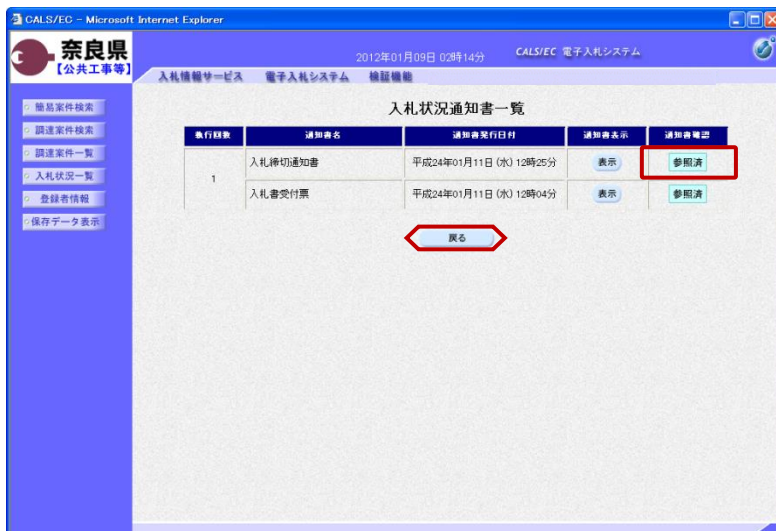 CALS/EC - Microsoft Internet Explorer
奈良県
【公共工事等】
2012年01月09日 02時14分
CALS/EC 電子入札システム
入札情報サービス 電子入札システム 検証機能
簡易案件検索
調達案件検索
調達案件一覧
入札状況一覧
登録者情報
保存データ表示
入札状況通知書一覧
執行回数 通知書名 通知書発行日付 通知書表示 通知書確認
1
入札締切通知書 平成24年01月11日 (水) 12時25分 表示 参照済
入札書受付票 平成24年01月11日 (水) 12時04分 表示 参照済
戻る